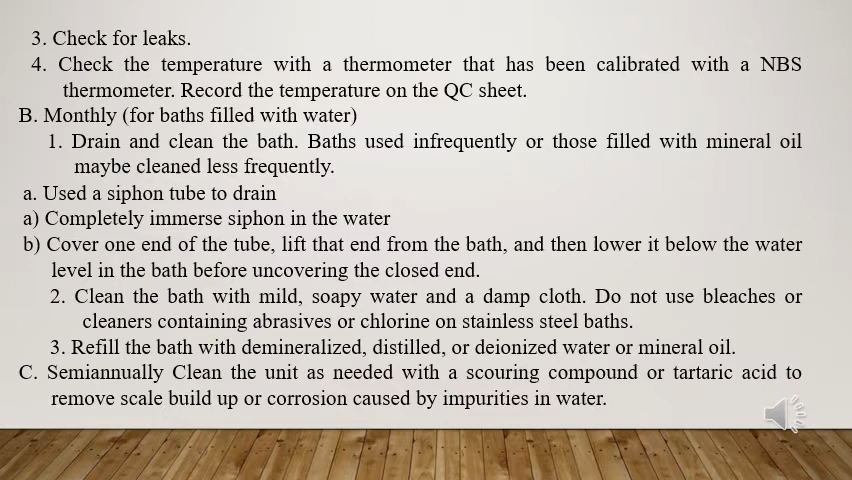 3. Check for leaks.
4. Check the temperature with a thermometer that has been calibrated with a NBS
thermometer. Record the temperature on the QC sheet.
B. Monthly (for baths filled with water)
1. Drain and clean the bath. Baths used infrequently or those filled with mineral oil
maybe cleaned less frequently.
a. Used a siphon tube to drain
a) Completely immerse siphon in the water
b) Cover one end of the tube, lift that end from the bath, and then lower it below the water
level in the bath before uncovering the closed end.
2. Clean the bath with mild, soapy water and a damp cloth. Do not use bleaches or
cleaners containing abrasives or chlorine on stainless steel baths.
3. Refill the bath with demineralized, distilled, or deionized water or mineral oil.
C. Semiannually Clean the unit as needed with a scouring compound or tartaric acid to
remove scale build up or corrosion caused by impurities in water.